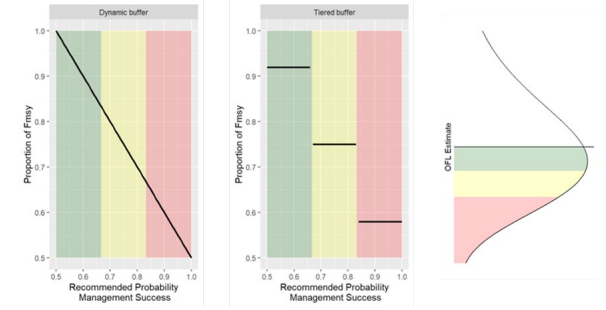 Dynamic buffer
1.0
0.9
0.8
0.7
0.6
0.5
Proportion of Fmsy
0.5 0.6 0.7 0.8 0.9 1.0
Recommended Probability
Management Success
Tiered buffer
1.0
0.9
0.8
0.7
0.6
0.5
Proportion of Fmsy
0.5 0.6 0.7 0.8 0.9 1.0
Recommended Probability
Management Success
OFL Estimate